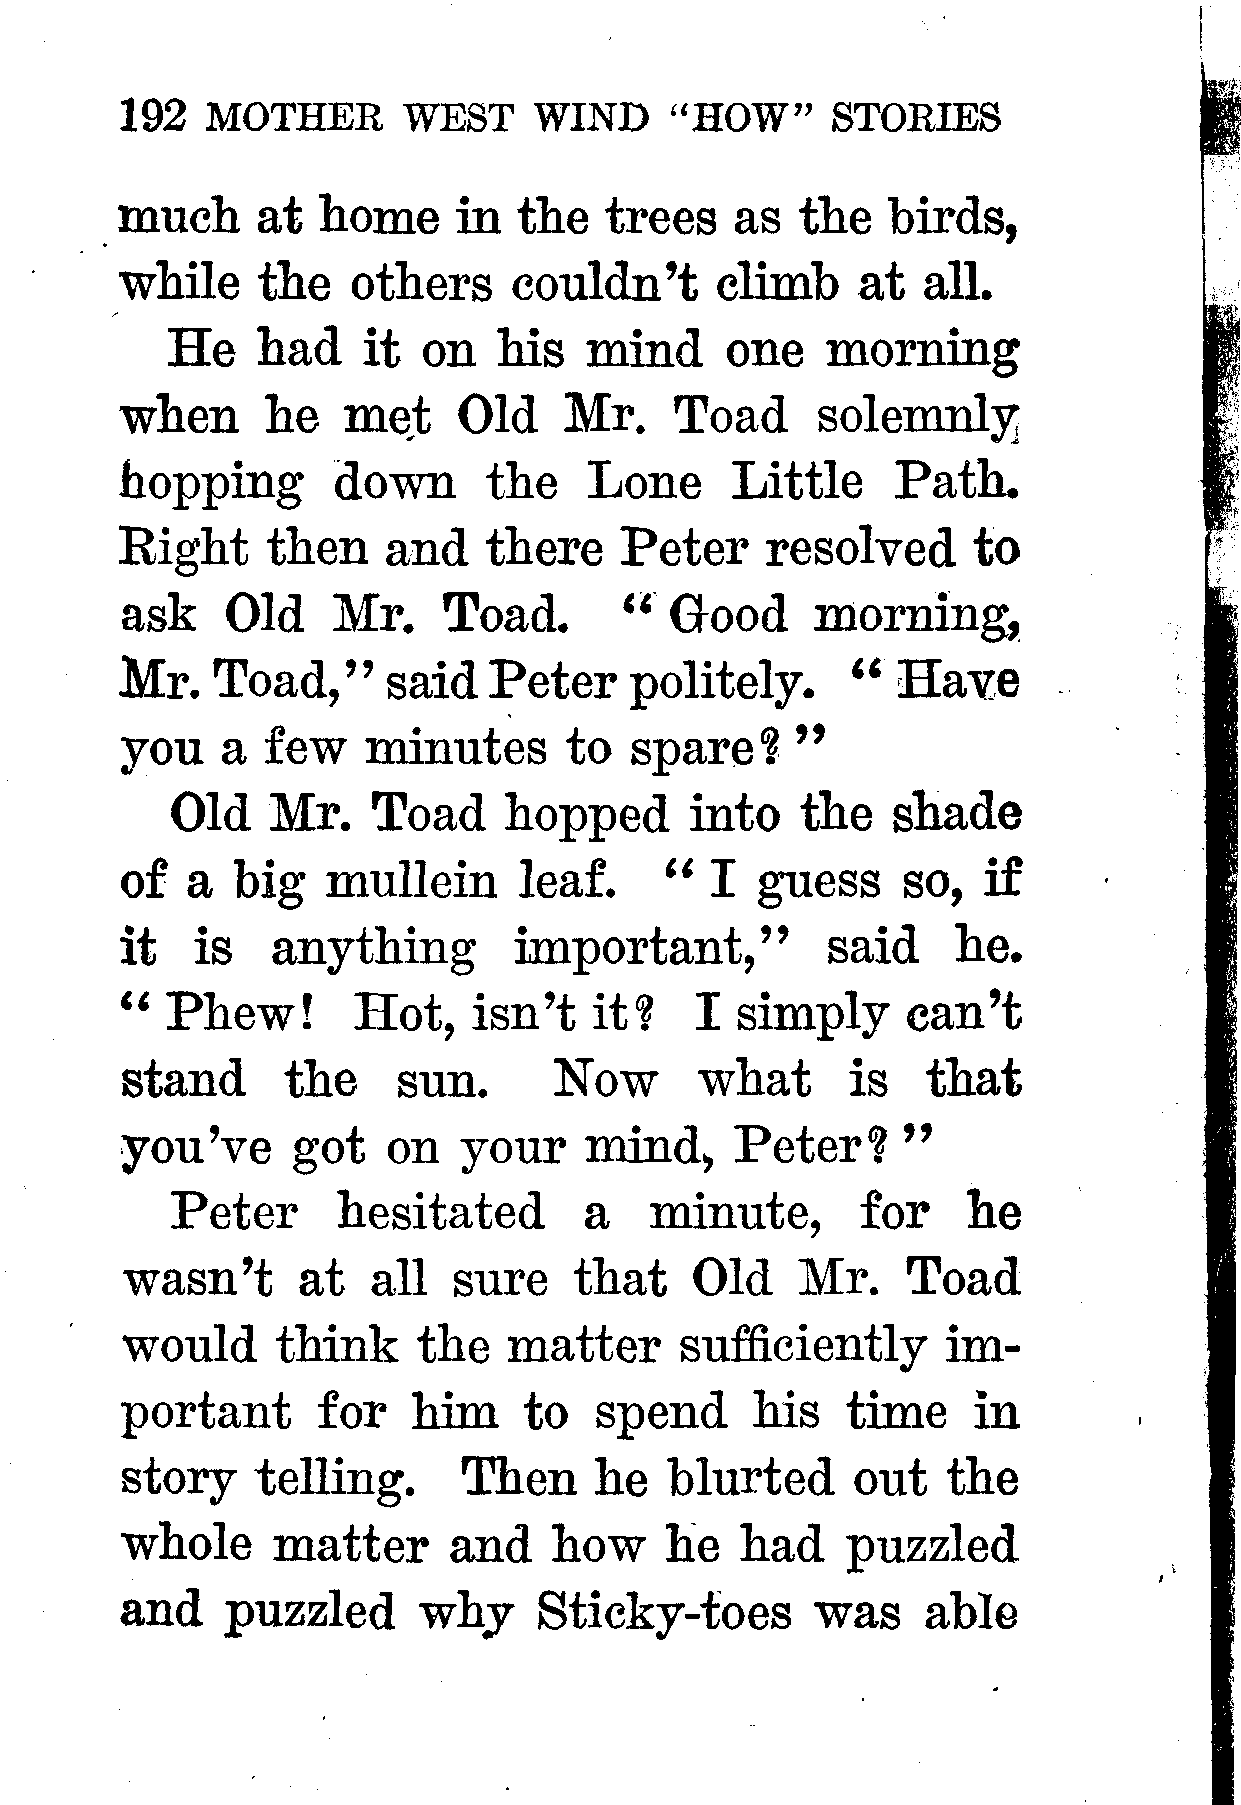 192 MOTHER WEST WIND "HOW" STORIES
much at home in the trees as the birds,
while the others couldn't climb at all.
He had it on his mind one morning
when he met Old Mr. Toad solemnly
hopping down the Lone Little Path.
Right then and there Peter resolved to
ask Old Mr. Toad. "Good morning,
Mr. Toad," said Peter politely. "Have
you a few minutes to spare?"
Old Mr. Toad hopped into the shade
of a big mullein leaf. "I guess so, if
it is anything important," said he.
"Phew! Hot, isn't it? I simply can't
stand the sun. Now what is that
you've got on your mind, Peter?"
Peter hesitated a minute, for he
wasn't at all sure that Old Mr. Toad
would think the matter sufficiently im-
portant for him to spend his time in
story telling. Then he blurted out the
whole matter and how he had puzzled
and puzzled why Sticky-toes was able